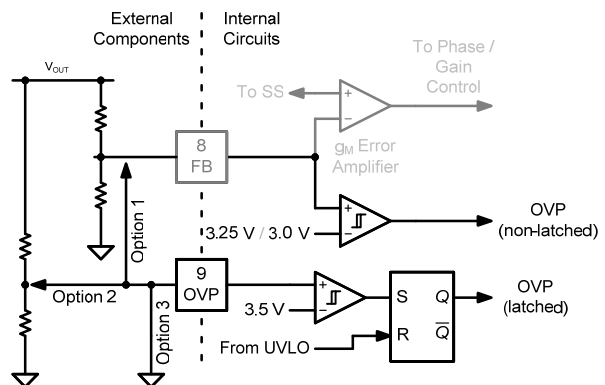 External
Components
Internal
Circuits
VOUT
To Phase /
Gain
Control
To SS
+
−
8
FB
gM Error
Amplifier
Option 1
+
−
3.25 V / 3.0 V
OVP
(non-latched)
9
OVP
Option 2
Option 3
+
−
3.5 V
S
Q
R
Q̅
OVP
(latched)
From UVLO